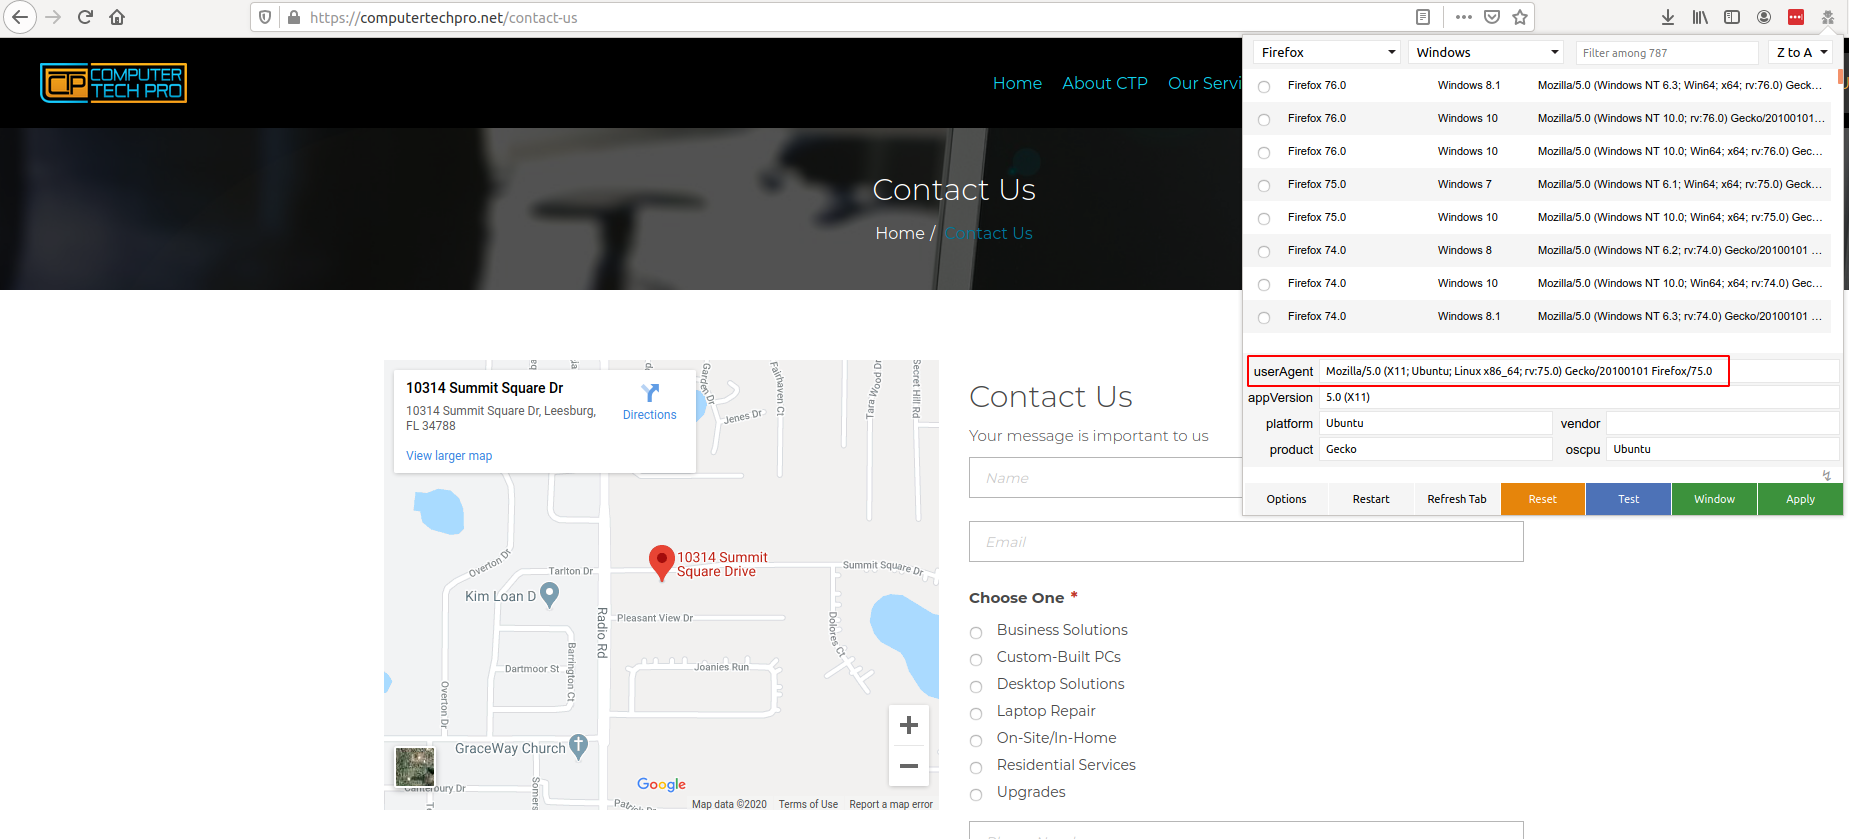 https://computertechpro.net/contact-us
CP COMPUTER
TECH PRO
Home About CTP Our Servi
Contact Us
Home / Contact Us
Firefox Windows Filter among 787 Z to A
Firefox 76.0 Windows 8.1 Mozilla/5.0 (Windows NT 6.3; Win64; x64; rv:76.0) Geck...
Firefox 76.0 Windows 10 Mozilla/5.0 (Windows NT 10.0; rv:76.0) Gecko/20100101...
Firefox 76.0 Windows 10 Mozilla/5.0 (Windows NT 10.0; Win64; x64; rv:76.0) Gec...
Firefox 75.0 Windows 7 Mozilla/5.0 (Windows NT 6.1; Win64; x64; rv:75.0) Geck...
Firefox 75.0 Windows 10 Mozilla/5.0 (Windows NT 10.0; Win64; x64; rv:75.0) Gec...
Firefox 74.0 Windows 8 Mozilla/5.0 (Windows NT 6.2; rv:74.0) Gecko/20100101 ...
Firefox 74.0 Windows 10 Mozilla/5.0 (Windows NT 10.0; Win64; x64; rv:74.0) Gec...
Firefox 74.0 Windows 8.1 Mozilla/5.0 (Windows NT 6.3; rv:74.0) Gecko/20100101 ...
userAgent Mozilla/5.0 (X11; Ubuntu; Linux x86_64; rv:75.0) Gecko/20100101 Firefox/75.0
appVersion 5.0 (X11)
platform Ubuntu vendor
product Gecko oscpu Ubuntu
Options Restart Refresh Tab Reset Test Window Apply
10314 Summit Square Dr
10314 Summit Square Dr, Leesburg,
FL 34788
Directions
View larger map
Garden Dr
Jenes Dr
Fairhaven Ct
Tara Wood D
Secret Hill Rd
10314 Summit
Square Drive
Summit Square Dr
Overton Dr
Tarlton Dr
Kim Loan D
Radio Rd
Pleasant View Dr
Dolores Ct
Barrington Ct
Dartmoor St
Joanies Run
Overton Dr
GraceWay Church
Canterbury Dr
Somers
Google
Map data ©2020 Terms of Use Report a map error
Contact Us
Your message is important to us
Name
Email
Choose One *
Business Solutions
Custom-Built PCs
Desktop Solutions
Laptop Repair
On-Site/In-Home
Residential Services
Upgrades